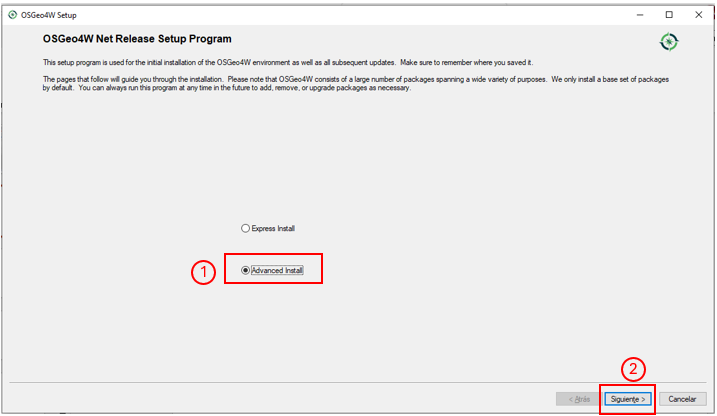 OSGeo4W Setup
OSGeo4W Net Release Setup Program
This setup program is used for the initial installation of the OSGeo4W environment as well as all subsequent updates. Make sure to remember where you saved it.
The pages that follow will guide you through the installation. Please note that OSGeo4W consists of a large number of packages spanning a wide variety of purposes. We only install a base set of packages
by default. You can always run this program at any time in the future to add, remove, or upgrade packages as necessary.
Express Install
1
Advanced Install
2
< Atrás
Siguiente >
Cancelar